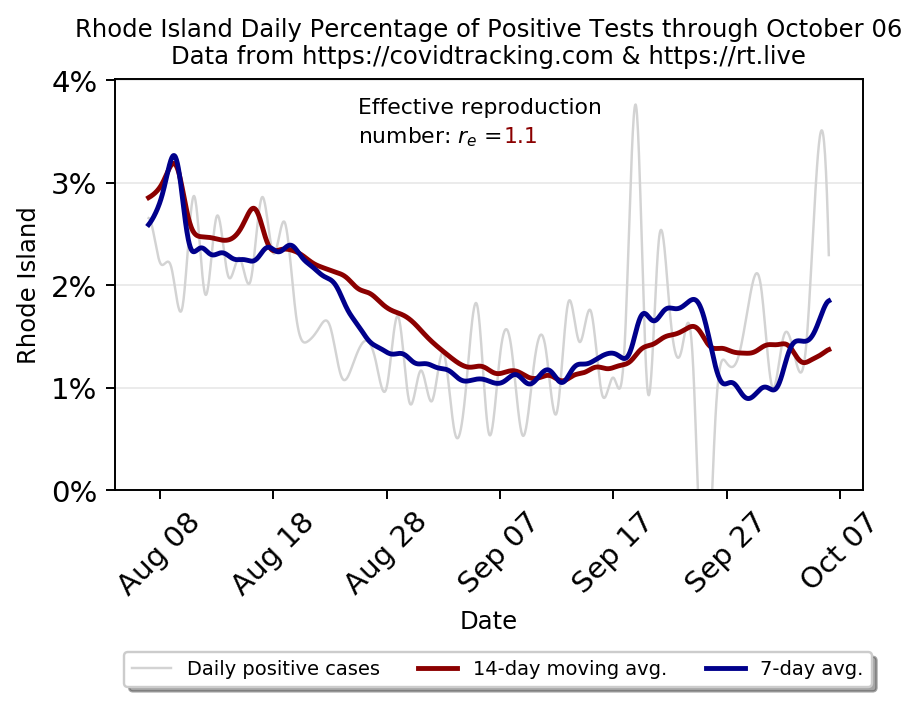 Rhode Island Daily Percentage of Positive Tests through October 06
Data from https://covidtracking.com & https://rt.live
4%
Effective reproduction
number: rₑ =1.1
3%
2%
1%
0%
Rhode Island
Aug 08
Aug 18
Aug 28
Sep 07
Sep 17
Sep 27
Oct 07
Date
Daily positive cases
14-day moving avg.
7-day avg.